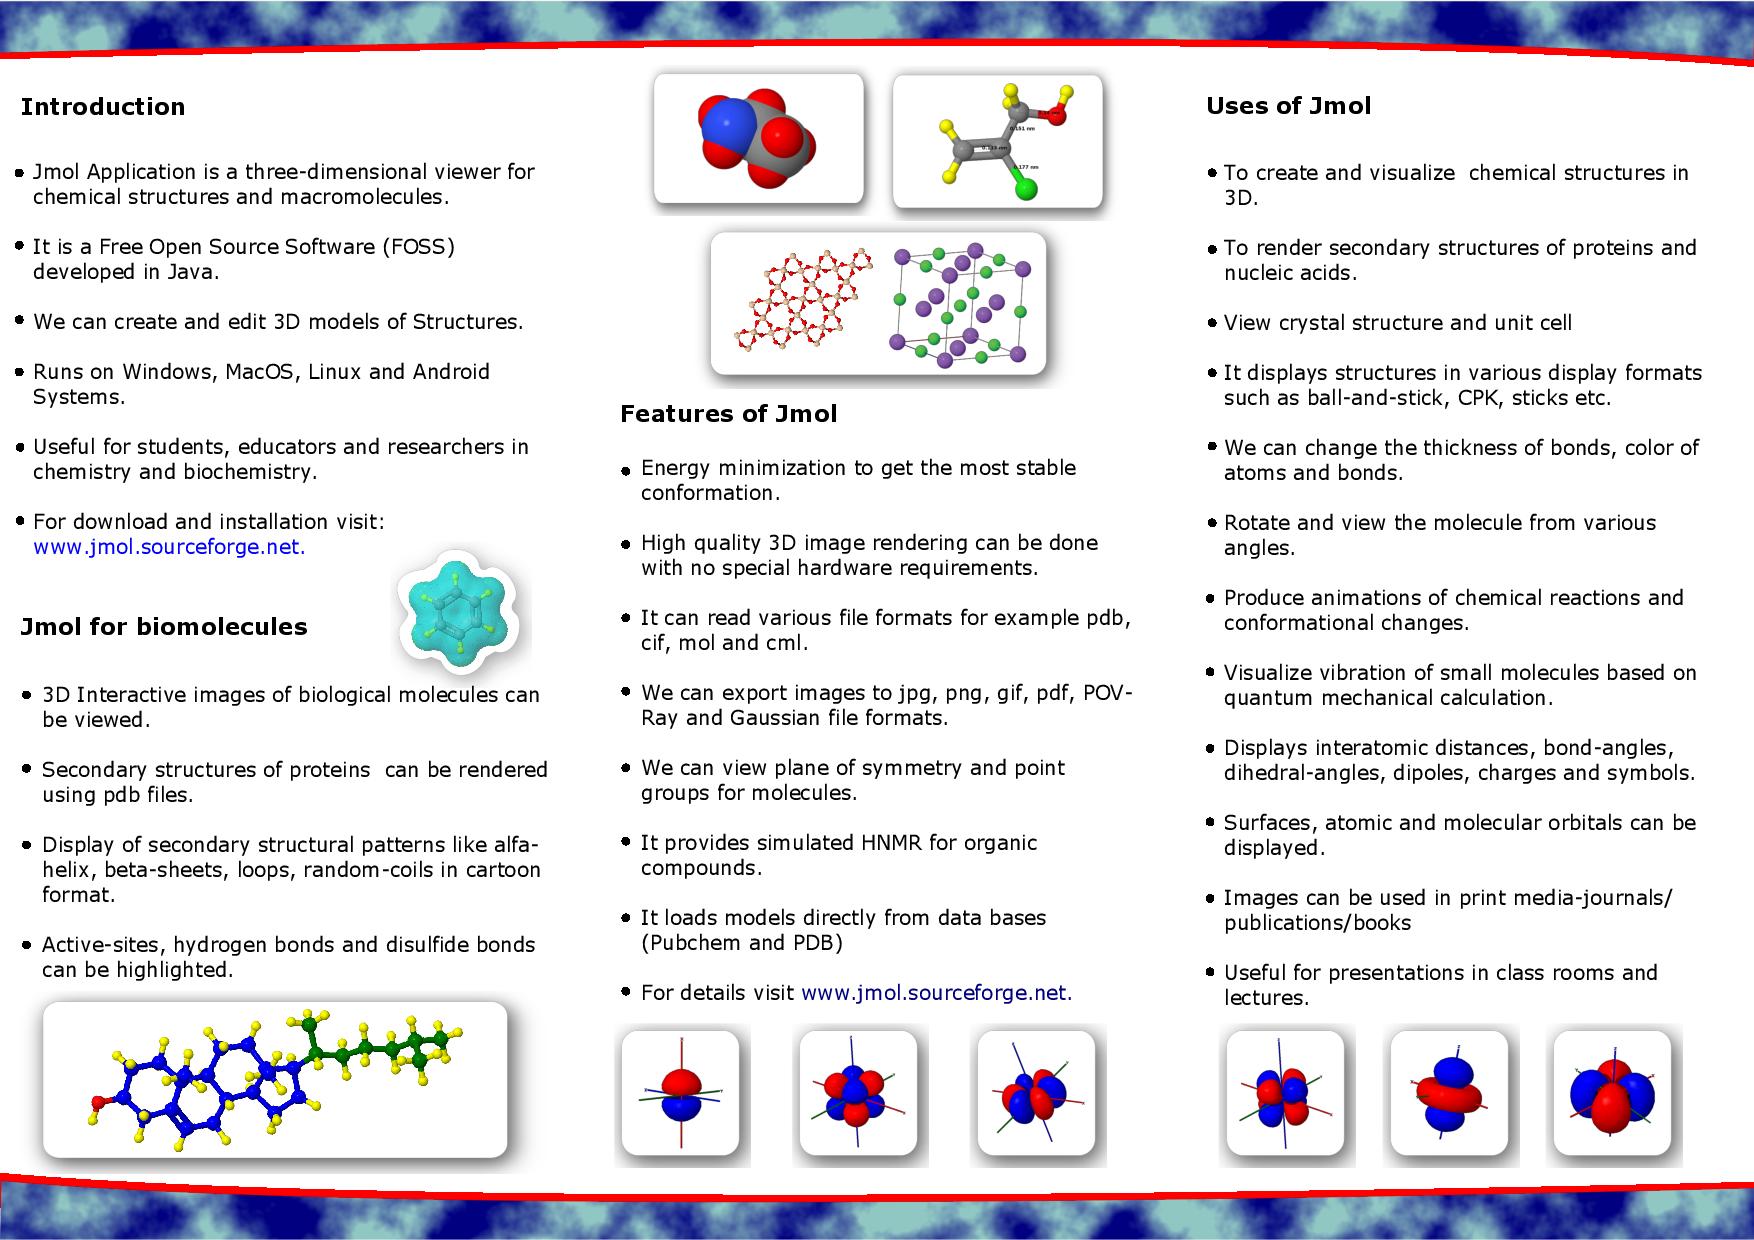 Introduction
Jmol Application is a three-dimensional viewer for
chemical structures and macromolecules.
It is a Free Open Source Software (FOSS)
developed in Java.
We can create and edit 3D models of Structures.
Runs on Windows, MacOS, Linux and Android
Systems.
Useful for students, educators and researchers in
chemistry and biochemistry.
For download and installation visit:
www.jmol.sourceforge.net.
Jmol for biomolecules
3D Interactive images of biological molecules can
be viewed.
Secondary structures of proteins  can be rendered
using pdb files.
Display of secondary structural patterns like alfa-
helix, beta-sheets, loops, random-coils in cartoon
format.
Active-sites, hydrogen bonds and disulfide bonds
can be highlighted.
0.151 nm
0.177 nm
Features of Jmol
Energy minimization to get the most stable
conformation.
High quality 3D image rendering can be done
with no special hardware requirements.
It can read various file formats for example pdb,
cif, mol and cml.
We can export images to jpg, png, gif, pdf, POV-
Ray and Gaussian file formats.
We can view plane of symmetry and point
groups for molecules.
It provides simulated HNMR for organic
compounds.
It loads models directly from data bases
(Pubchem and PDB)
For details visit www.jmol.sourceforge.net.
Uses of Jmol
To create and visualize  chemical structures in
3D.
To render secondary structures of proteins and
nucleic acids.
View crystal structure and unit cell
It displays structures in various display formats
such as ball-and-stick, CPK, sticks etc.
We can change the thickness of bonds, color of
atoms and bonds.
Rotate and view the molecule from various
angles.
Produce animations of chemical reactions and
conformational changes.
Visualize vibration of small molecules based on
quantum mechanical calculation.
Displays interatomic distances, bond-angles,
dihedral-angles, dipoles, charges and symbols.
Surfaces, atomic and molecular orbitals can be
displayed.
Images can be used in print media-journals/
publications/books
Useful for presentations in class rooms and
lectures.